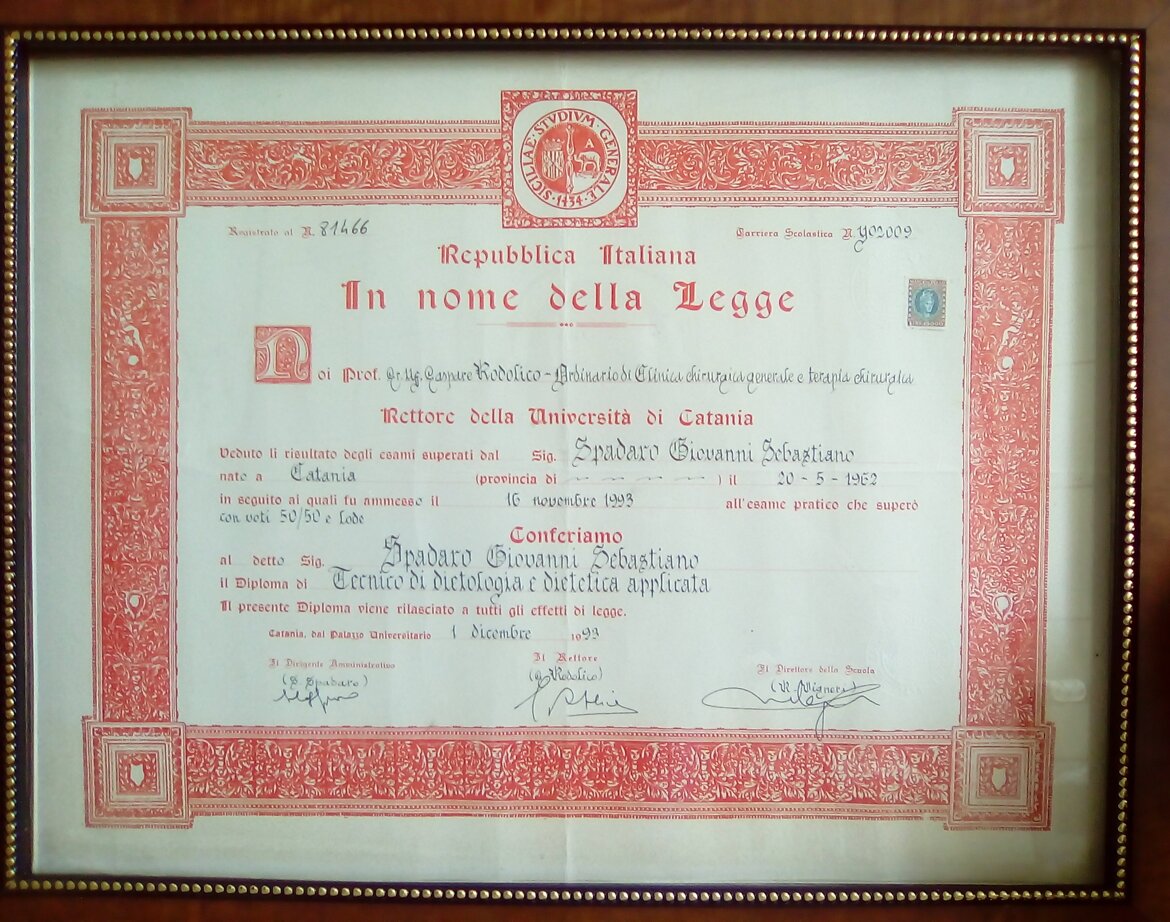 SICILIAE · STVDIVM · GENERALE
· 1434 ·
Registrato al N. 81466
Carriera Scolastica N. Y02009
Repubblica Italiana
In nome della Legge
Noi Prof. Gaspare Rodolico - Ordinario di Clinica chirurgica generale e terapia chirurgica
Rettore della Università di Catania
Veduto li risultato degli esami superati dal Sig. Spadaro Giovanni Sebastiano
nato a Catania (provincia di — — — — — ) il 20 - 5 - 1962
in seguito ai quali fu ammesso il 16 novembre 1993 all'esame pratico che superò
con voti 50/50 e Lode
Conferiamo
al detto Sig. Spadaro Giovanni Sebastiano
il Diploma di Tecnico di dietologia e dietetica applicata
Il presente Diploma viene rilasciato a tutti gli effetti di legge.
Catania, dal Palazzo Universitario 1 dicembre 1993
Il Dirigente Amministrativo
(S. Spadaro)
Il Rettore
(G. Rodolico)
Il Direttore della Scuola